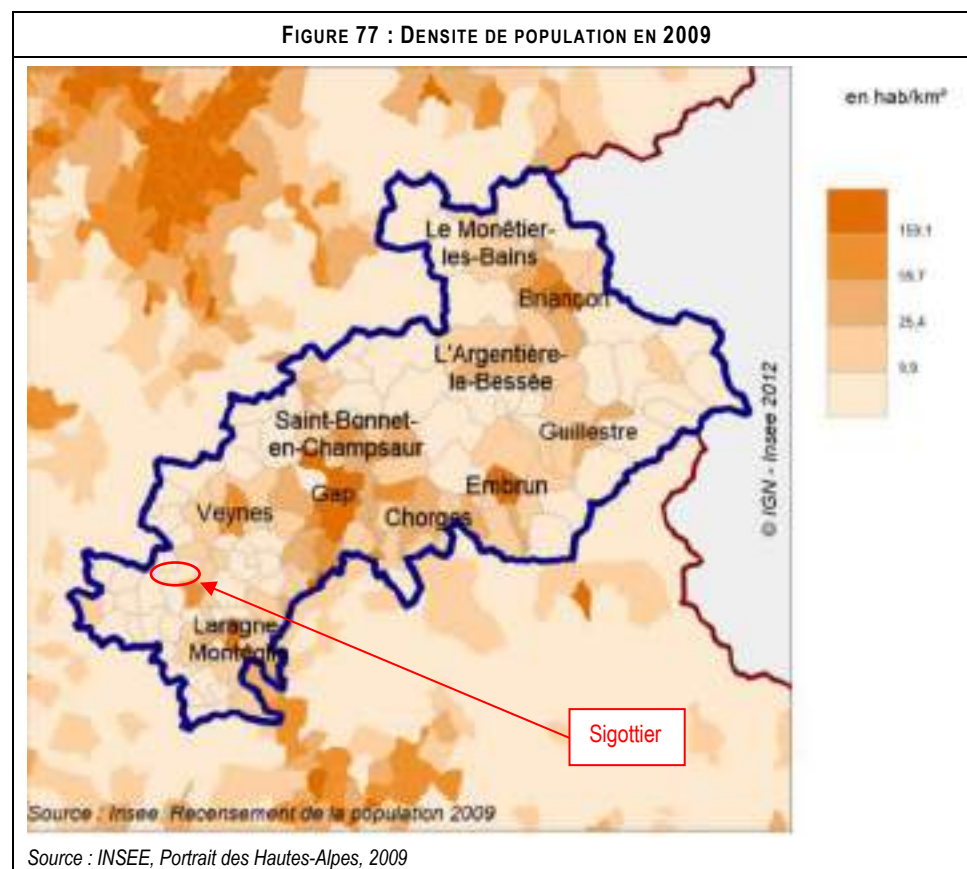 FIGURE 77 : DENSITE DE POPULATION EN 2009
en hab/km²
159,1
25,4
9,9
Le Monêtier-
les-Bains
Briançon
L'Argentière-
la-Bessée
Saint-Bonnet-
en-Champsaur
Guillestre
Embrun
Gap
Veynes
Chorges
Laragne
Montéglin
Sigottier
© IGN - Insee 2012
Source : Insee Recensement de la population 2009
Source : INSEE, Portrait des Hautes-Alpes, 2009